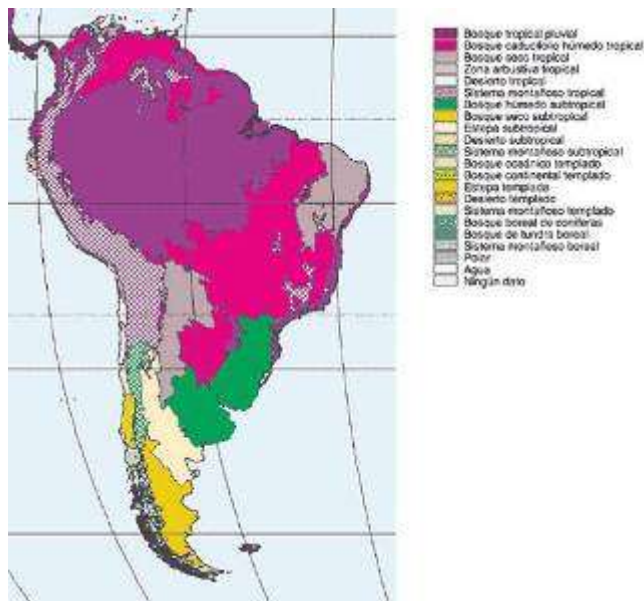 Bosque tropical pluvial
Bosque caducifolio húmedo tropical
Bosque seco tropical
Zona arbustiva tropical
Desierto tropical
Sistema montañoso tropical
Bosque húmedo subtropical
Bosque seco subtropical
Estepa subtropical
Desierto subtropical
Sistema montañoso subtropical
Bosque oceánico templado
Bosque continental templado
Estepa templada
Desierto templado
Sistema montañoso templado
Bosque boreal de coníferas
Bosque de tundra boreal
Sistema montañoso boreal
Polar
Agua
Ningún dato